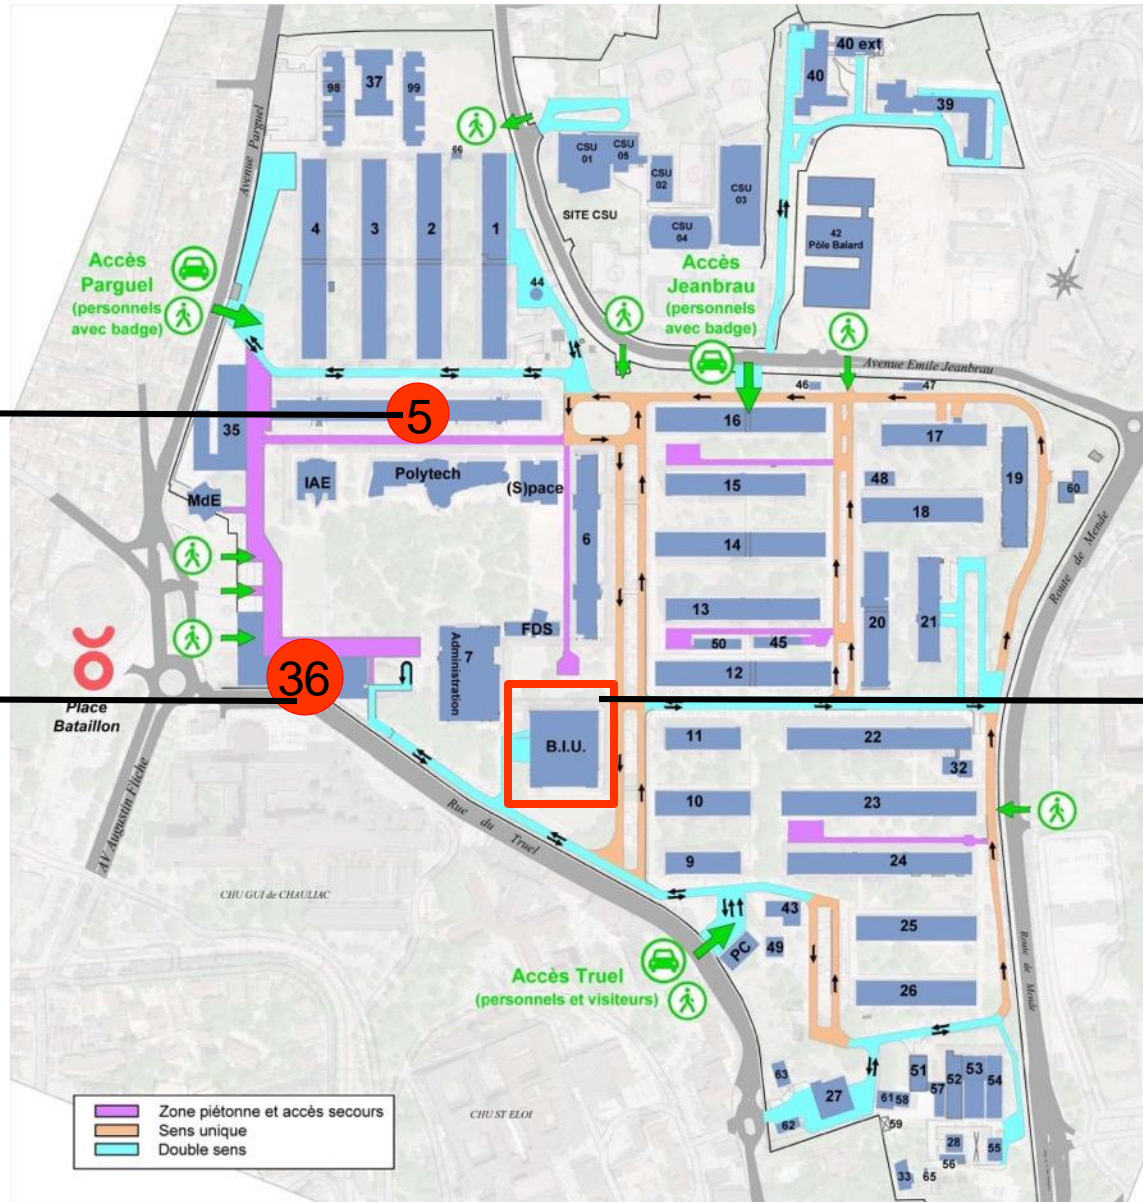 40 ext
40
98
37
99
39
Avenue Parguel
66
CSU
01
CSU
05
CSU
02
CSU
03
SITE CSU
CSU
04
4
3
2
1
42
Pôle Balard
Accès
Parguel
(personnels
avec badge)
44
Accès
Jeanbrau
(personnels
avec badge)
Avenue Emile Jeanbrau
46
47
5
16
17
35
19
IAE
Polytech
(S)pace
15
48
60
MdE
18
6
14
Route de Mende
13
20
21
FDS
50
45
Administration
7
12
36
Place
Bataillon
B.I.U.
11
22
32
10
23
AV Augustin Fliche
Rue du Truel
9
24
CHU GUI de CHAULIAC
43
25
PC
49
Route de Mende
Accès Truel
(personnels et visiteurs)
26
63
51
52
53
54
57
27
61
58
62
59
28
55
56
33
65
CHU ST ELOI
Zone piétonne et accès secours
Sens unique
Double sens